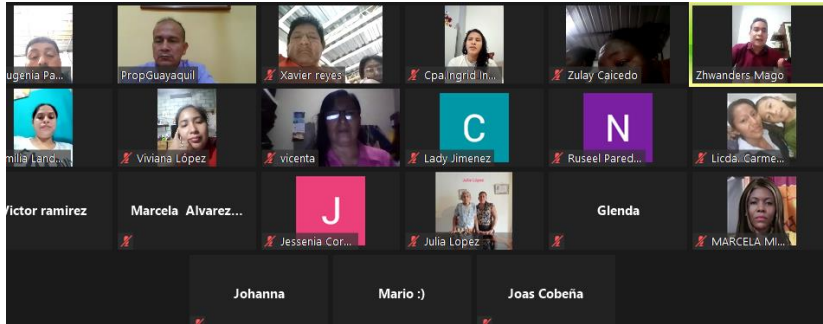 ugenia Pa...
PropGuayaquil
Xavier reyes
Cpa.Ingrid In...
Zulay Caicedo
Zhwanders Mago
milia Land...
Viviana López
vicenta
C
Lady Jimenez
N
Ruseel Pared...
Licda. Carme...
Victor ramirez
Marcela Alvarez...
J
Jessenia Cor...
Julia Lopez
Julia Lopez
Glenda
MARCELA MI...
Johanna
Mario :)
Joas Cobeña